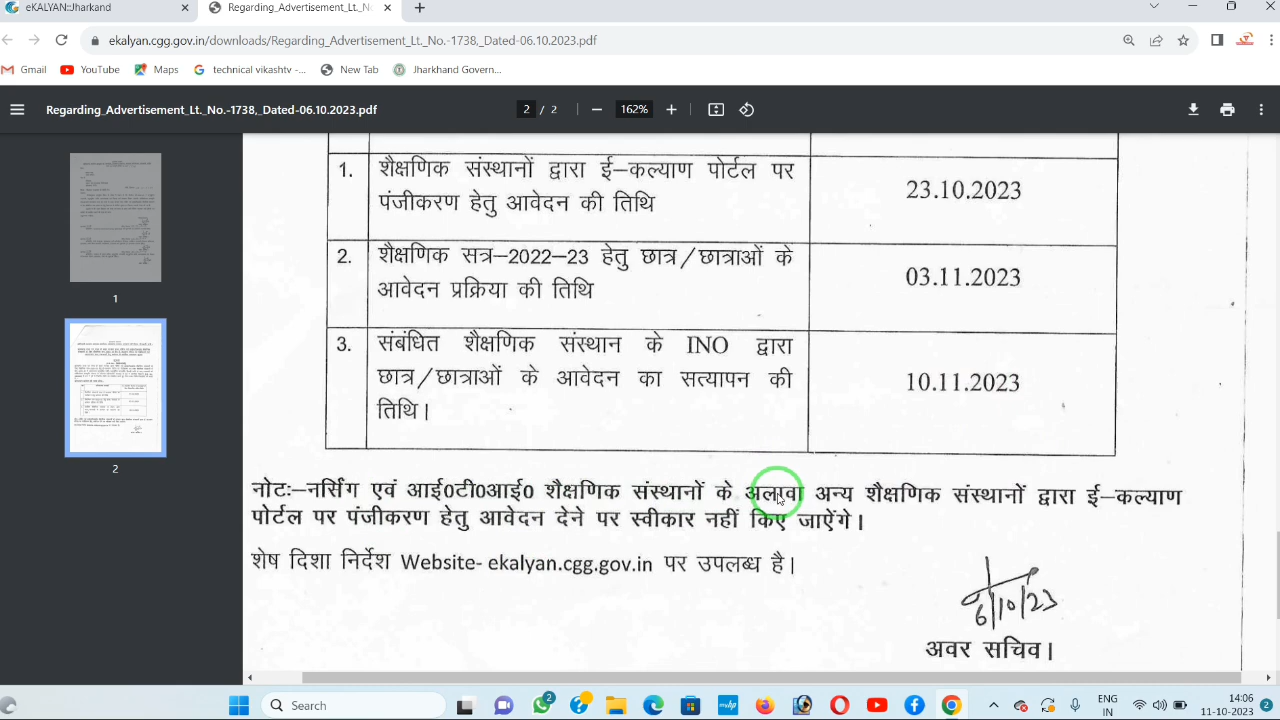 eKALYAN::Jharkhand
Regarding_Advertisement_Lt._No.-
ekalyan.cgg.gov.in/downloads/Regarding_Advertisement_Lt._No.-1738,_Dated-06.10.2023.pdf
Gmail YouTube Maps technical vikashtv -... New Tab Jharkhand Govern...
Regarding_Advertisement_Lt._No.-1738,_Dated-06.10.2023.pdf 2 / 2 162%
1. शैक्षणिक संस्थानों द्वारा ई–कल्याण पोर्टल पर
पंजीकरण हेतु आवेदन की तिथि
23.10.2023
2. शैक्षणिक सत्र–2022–23 हेतु छात्र/छात्राओं के
आवेदन प्रक्रिया की तिथि
03.11.2023
3. संबंधित शैक्षणिक संस्थान के INO द्वारा
छात्र/छात्राओं के आवेदन का सत्यापन की
तिथि।
10.11.2023
1
2
नोटः–नर्सिंग एवं आई0टी0आई0 शैक्षणिक संस्थानों के अलावा अन्य शैक्षणिक संस्थानों द्वारा ई–कल्याण
पोर्टल पर पंजीकरण हेतु आवेदन देने पर स्वीकार नहीं किए जाऐंगे।
शेष दिशा निर्देश Website- ekalyan.cgg.gov.in पर उपलब्ध है।
6/10/23
अवर सचिव।
Search
2
ENG
IN
14:06
11-10-2023
2